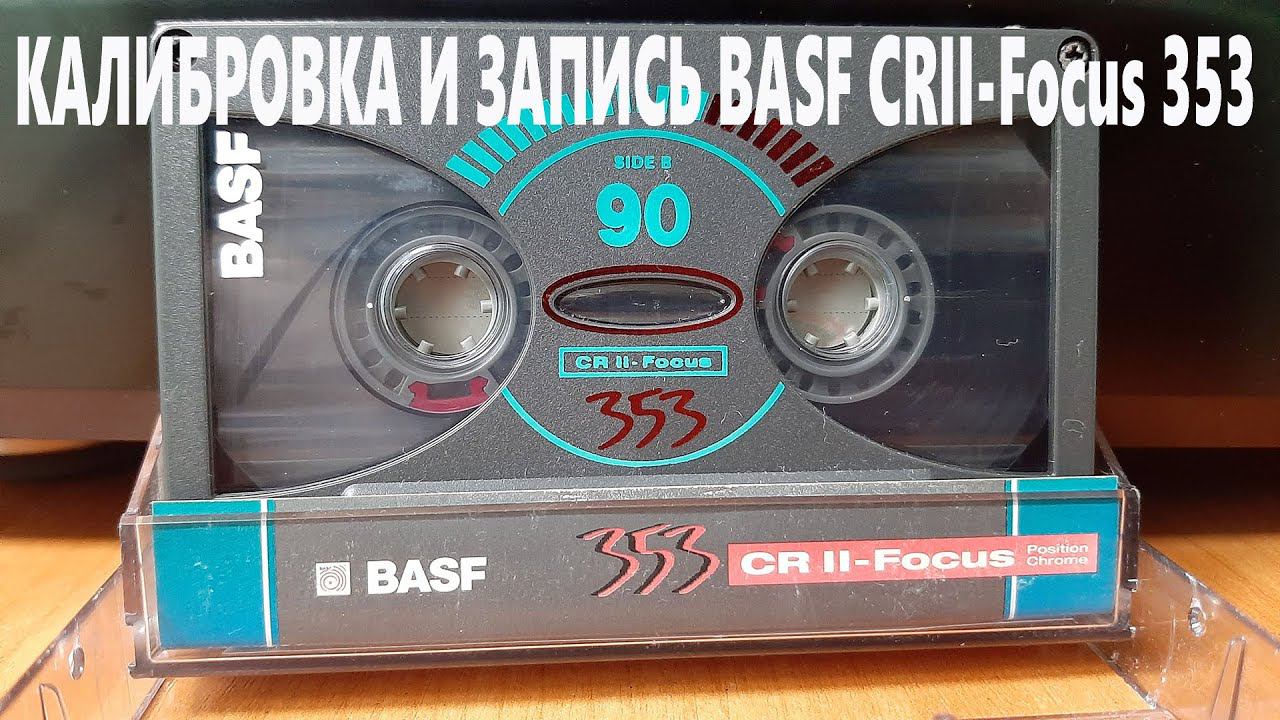 КАЛИБРОВКА И ЗАПИСЬ BASF CRII-Focus 353
BASF
SIDE B
90
CR II-Focus
353
BASF
353
CR II-Focus
Position
Chrome